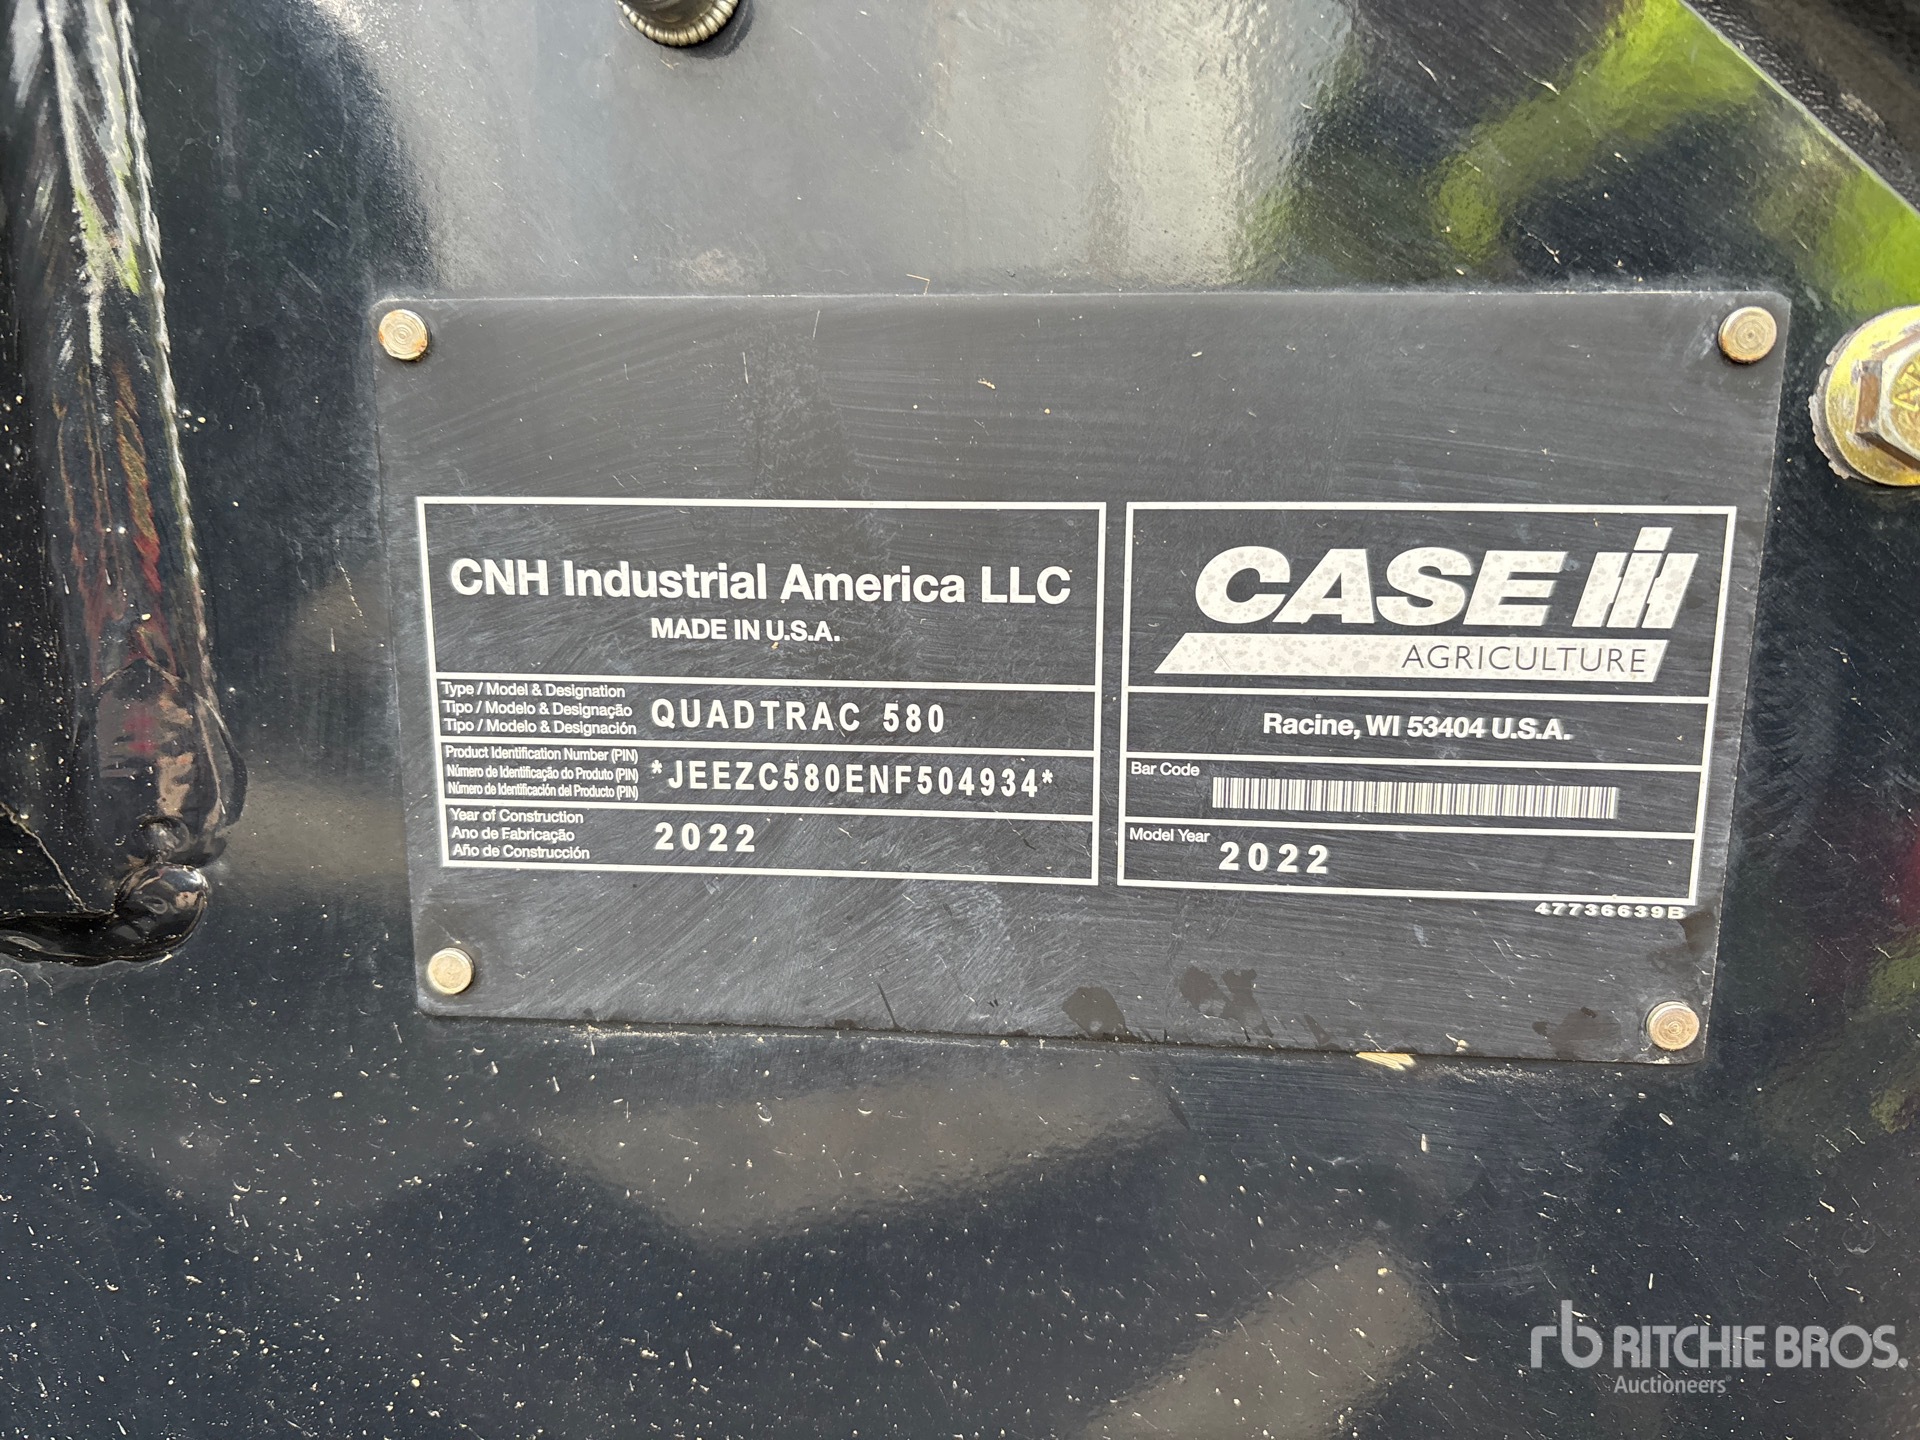 CNH Industrial America LLC
MADE IN U.S.A.
Type / Model & Designation
Tipo / Modelo & Designação
Tipo / Modelo & Designación
QUADTRAC 580
Product Identification Number (PIN)
Número de Identificação do Produto (PIN)
Número de Identificación del Producto (PIN)
*JEEZC580ENF504934*
Year of Construction
Ano de Fabricação
Año de Construcción
2022
CASE IH
AGRICULTURE
Racine, WI 53404 U.S.A.
Bar Code
Model Year
2022
47736639B
rb RITCHIE BROS.
Auctioneers